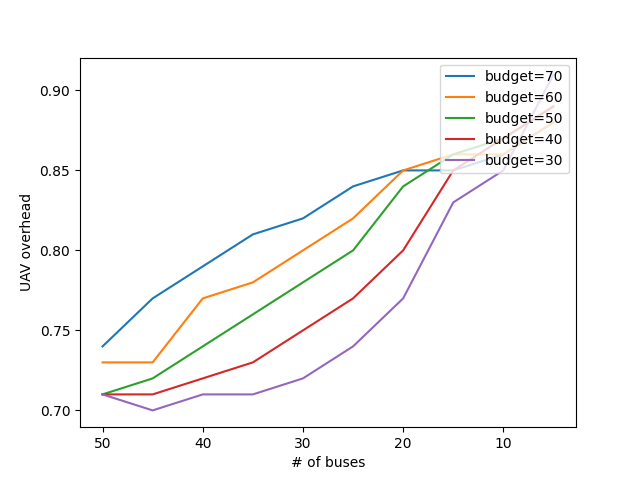 budget=70
budget=60
budget=50
budget=40
budget=30
0.90
0.85
0.80
0.75
0.70
UAV overhead
50 40 30 20 10
# of buses